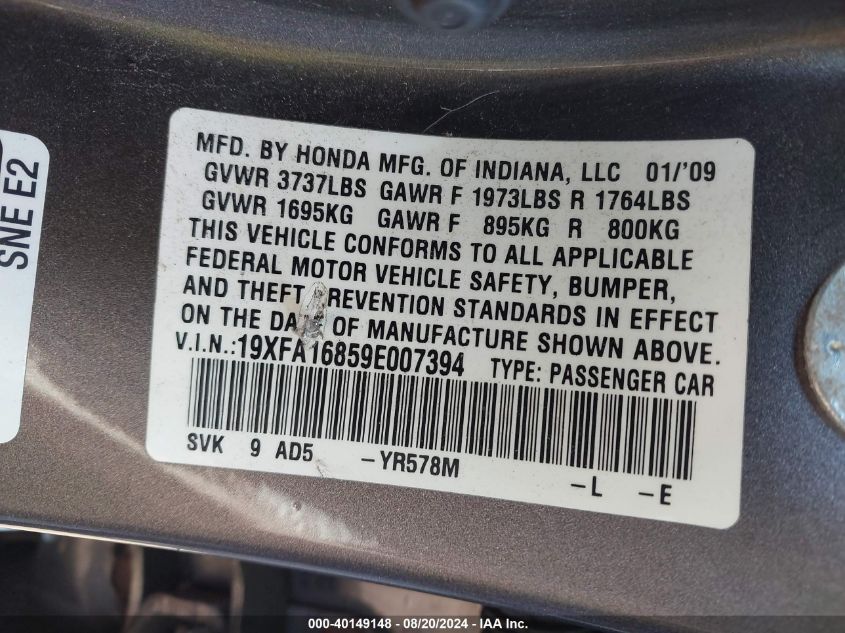 SNE E2
MFD. BY HONDA MFG. OF INDIANA, LLC 01/'09
GVWR 3737LBS GAWR F 1973LBS R 1764LBS
GVWR 1695KG GAWR F 895KG R 800KG
THIS VEHICLE CONFORMS TO ALL APPLICABLE
FEDERAL MOTOR VEHICLE SAFETY, BUMPER,
AND THEFT REVENTION STANDARDS IN EFFECT
ON THE DA OF MANUFACTURE SHOWN ABOVE.
V.I.N.:19XFA16859E007394 TYPE: PASSENGER CAR
SVK 9 AD5 -YR578M -L -E
000-40149148 - 08/20/2024 - IAA Inc.